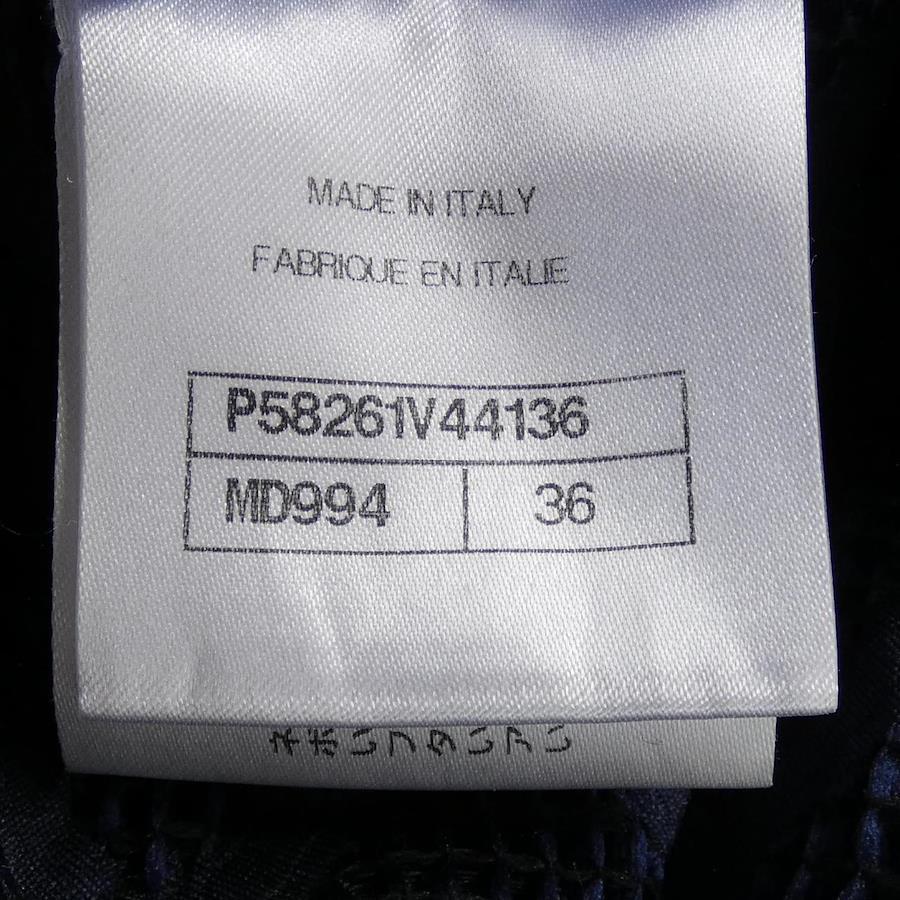 MADE IN ITALY
FABRIQUE EN ITALIE
P58261V44136
MD994 36